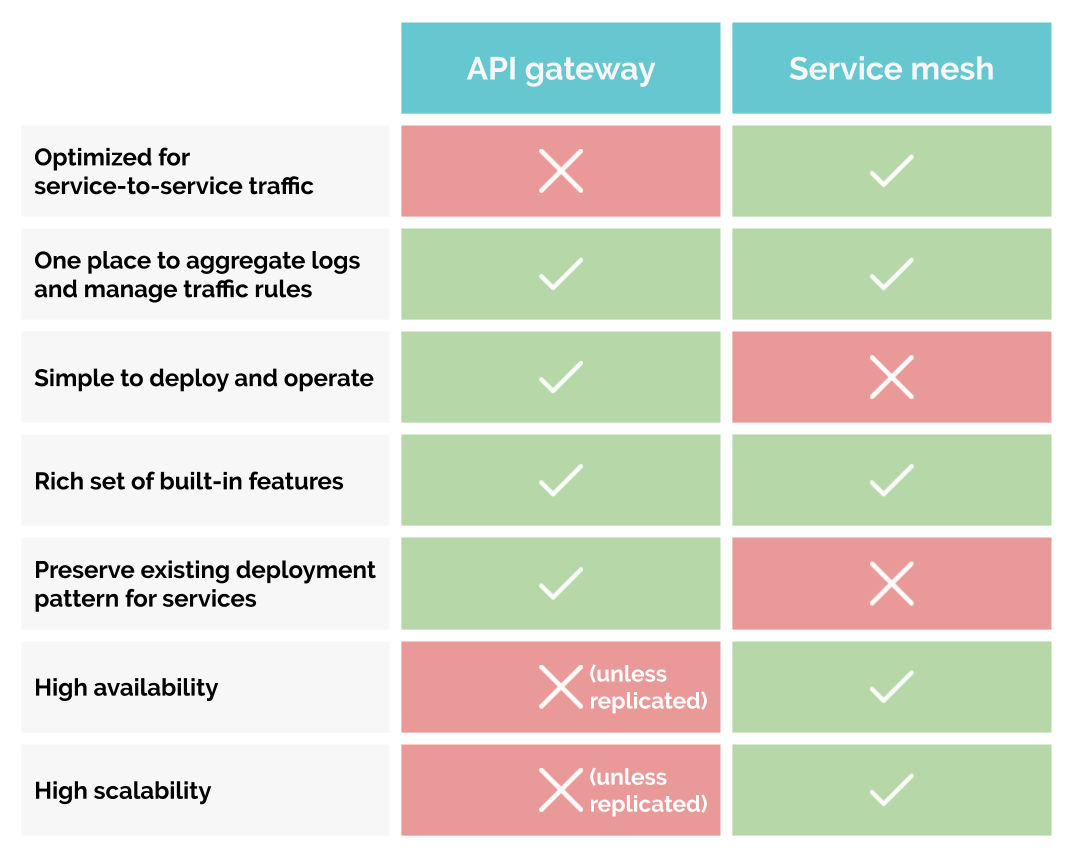 API gateway
Service mesh
Optimized for
service-to-service traffic
One place to aggregate logs
and manage traffic rules
Simple to deploy and operate
Rich set of built-in features
Preserve existing deployment
pattern for services
High availability
(unless
replicated)
High scalability
(unless
replicated)